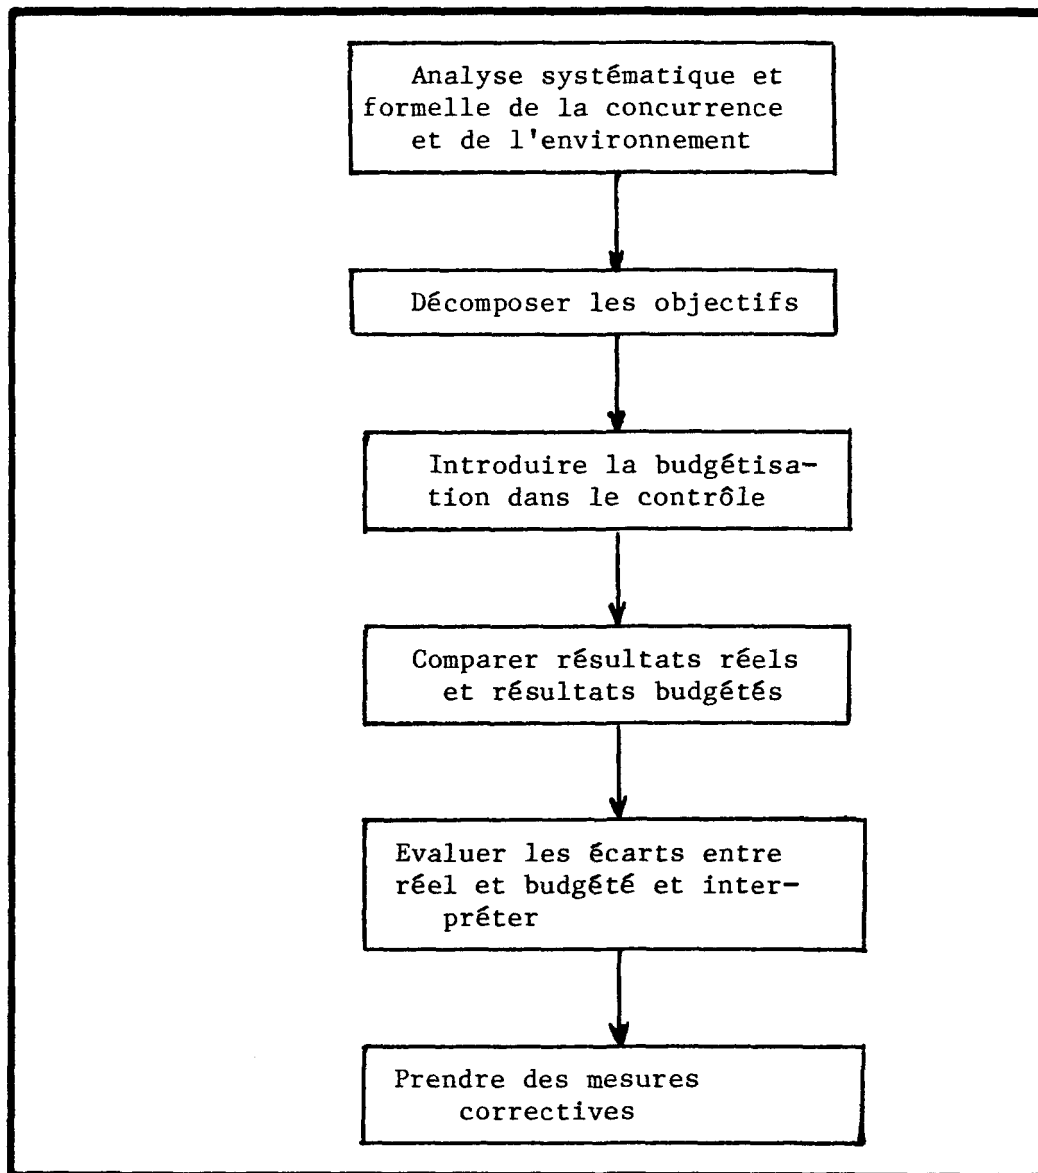 Analyse systématique et
formelle de la concurrence
et de l'environnement
Décomposer les objectifs
Introduire la budgétisa-
tion dans le contrôle
Comparer résultats réels
et résultats budgétés
Evaluer les écarts entre
réel et budgété et inter-
préter
Prendre des mesures
correctives